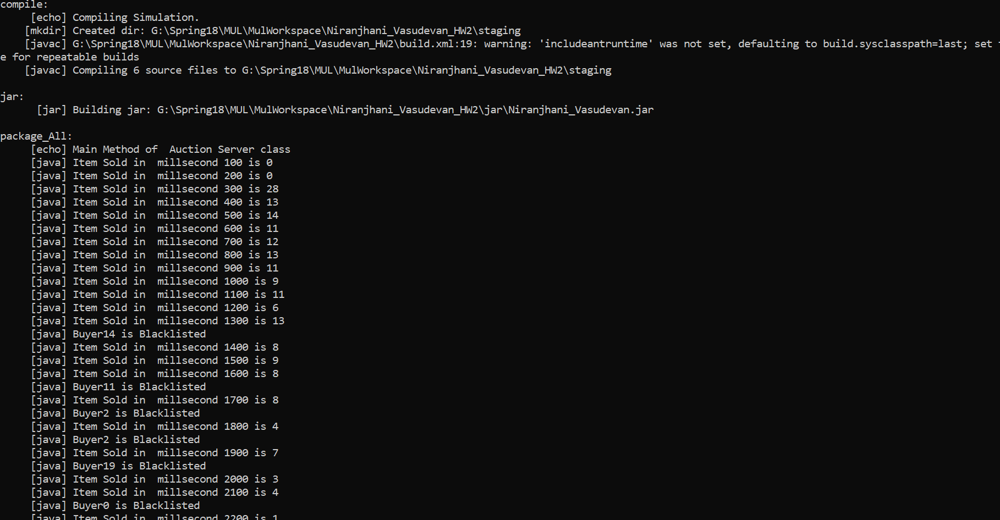 compile:
     [echo] Compiling Simulation.
    [mkdir] Created dir: G:\Spring18\MUL\MulWorkspace\Niranjhani_Vasudevan_HW2\staging
    [javac] G:\Spring18\MUL\MulWorkspace\Niranjhani_Vasudevan_HW2\build.xml:19: warning: 'includeantruntime' was not set, defaulting to build.sysclasspath=last; set
e for repeatable builds
    [javac] Compiling 6 source files to G:\Spring18\MUL\MulWorkspace\Niranjhani_Vasudevan_HW2\staging
jar:
      [jar] Building jar: G:\Spring18\MUL\MulWorkspace\Niranjhani_Vasudevan_HW2\jar\Niranjhani_Vasudevan.jar
package_All:
     [echo] Main Method of  Auction Server class
     [java] Item Sold in  millsecond 100 is 0
     [java] Item Sold in  millsecond 200 is 0
     [java] Item Sold in  millsecond 300 is 28
     [java] Item Sold in  millsecond 400 is 13
     [java] Item Sold in  millsecond 500 is 14
     [java] Item Sold in  millsecond 600 is 11
     [java] Item Sold in  millsecond 700 is 12
     [java] Item Sold in  millsecond 800 is 13
     [java] Item Sold in  millsecond 900 is 11
     [java] Item Sold in  millsecond 1000 is 9
     [java] Item Sold in  millsecond 1100 is 11
     [java] Item Sold in  millsecond 1200 is 6
     [java] Item Sold in  millsecond 1300 is 13
     [java] Buyer14 is Blacklisted
     [java] Item Sold in  millsecond 1400 is 8
     [java] Item Sold in  millsecond 1500 is 9
     [java] Item Sold in  millsecond 1600 is 8
     [java] Buyer11 is Blacklisted
     [java] Item Sold in  millsecond 1700 is 8
     [java] Buyer2 is Blacklisted
     [java] Item Sold in  millsecond 1800 is 4
     [java] Buyer2 is Blacklisted
     [java] Item Sold in  millsecond 1900 is 7
     [java] Buyer19 is Blacklisted
     [java] Item Sold in  millsecond 2000 is 3
     [java] Item Sold in  millsecond 2100 is 4
     [java] Buyer0 is Blacklisted
     [java] Item Sold in  millsecond 2200 is 1